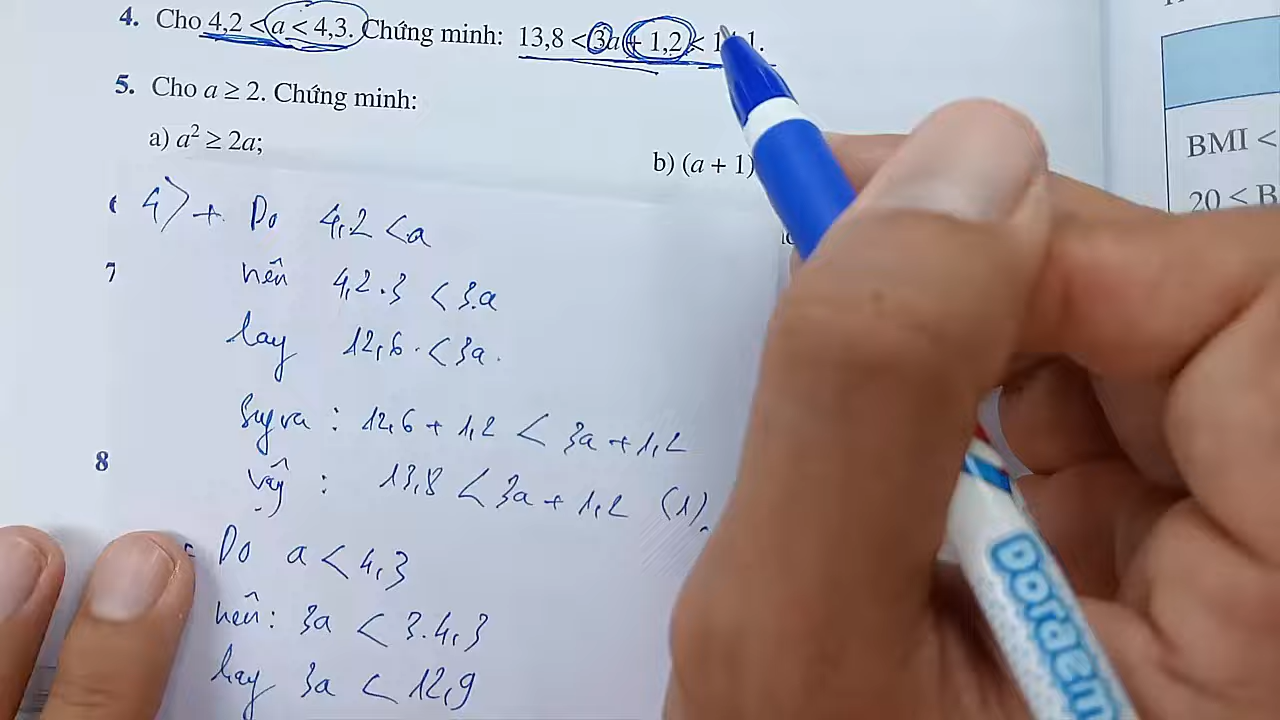 4. Cho 4,2 < a < 4,3. Chứng minh: 13,8 < 3a + 1,2 <
5. Cho a ≥ 2. Chứng minh:
a) a² ≥ 2a;
b) (a + 1)
BMI <
20 < B
4) + Do 4,2 < a
7
nên 4,2 . 3 < 3.a
hay 12,6 . < 3a.
Suy ra : 12,6 + 1,2 < 3a + 1,2
8
vậy : 13,8 < 3a + 1,2 (1).
Do a < 4,3
nên: 3a < 3.4,3
hay 3a < 12,9
Doraem